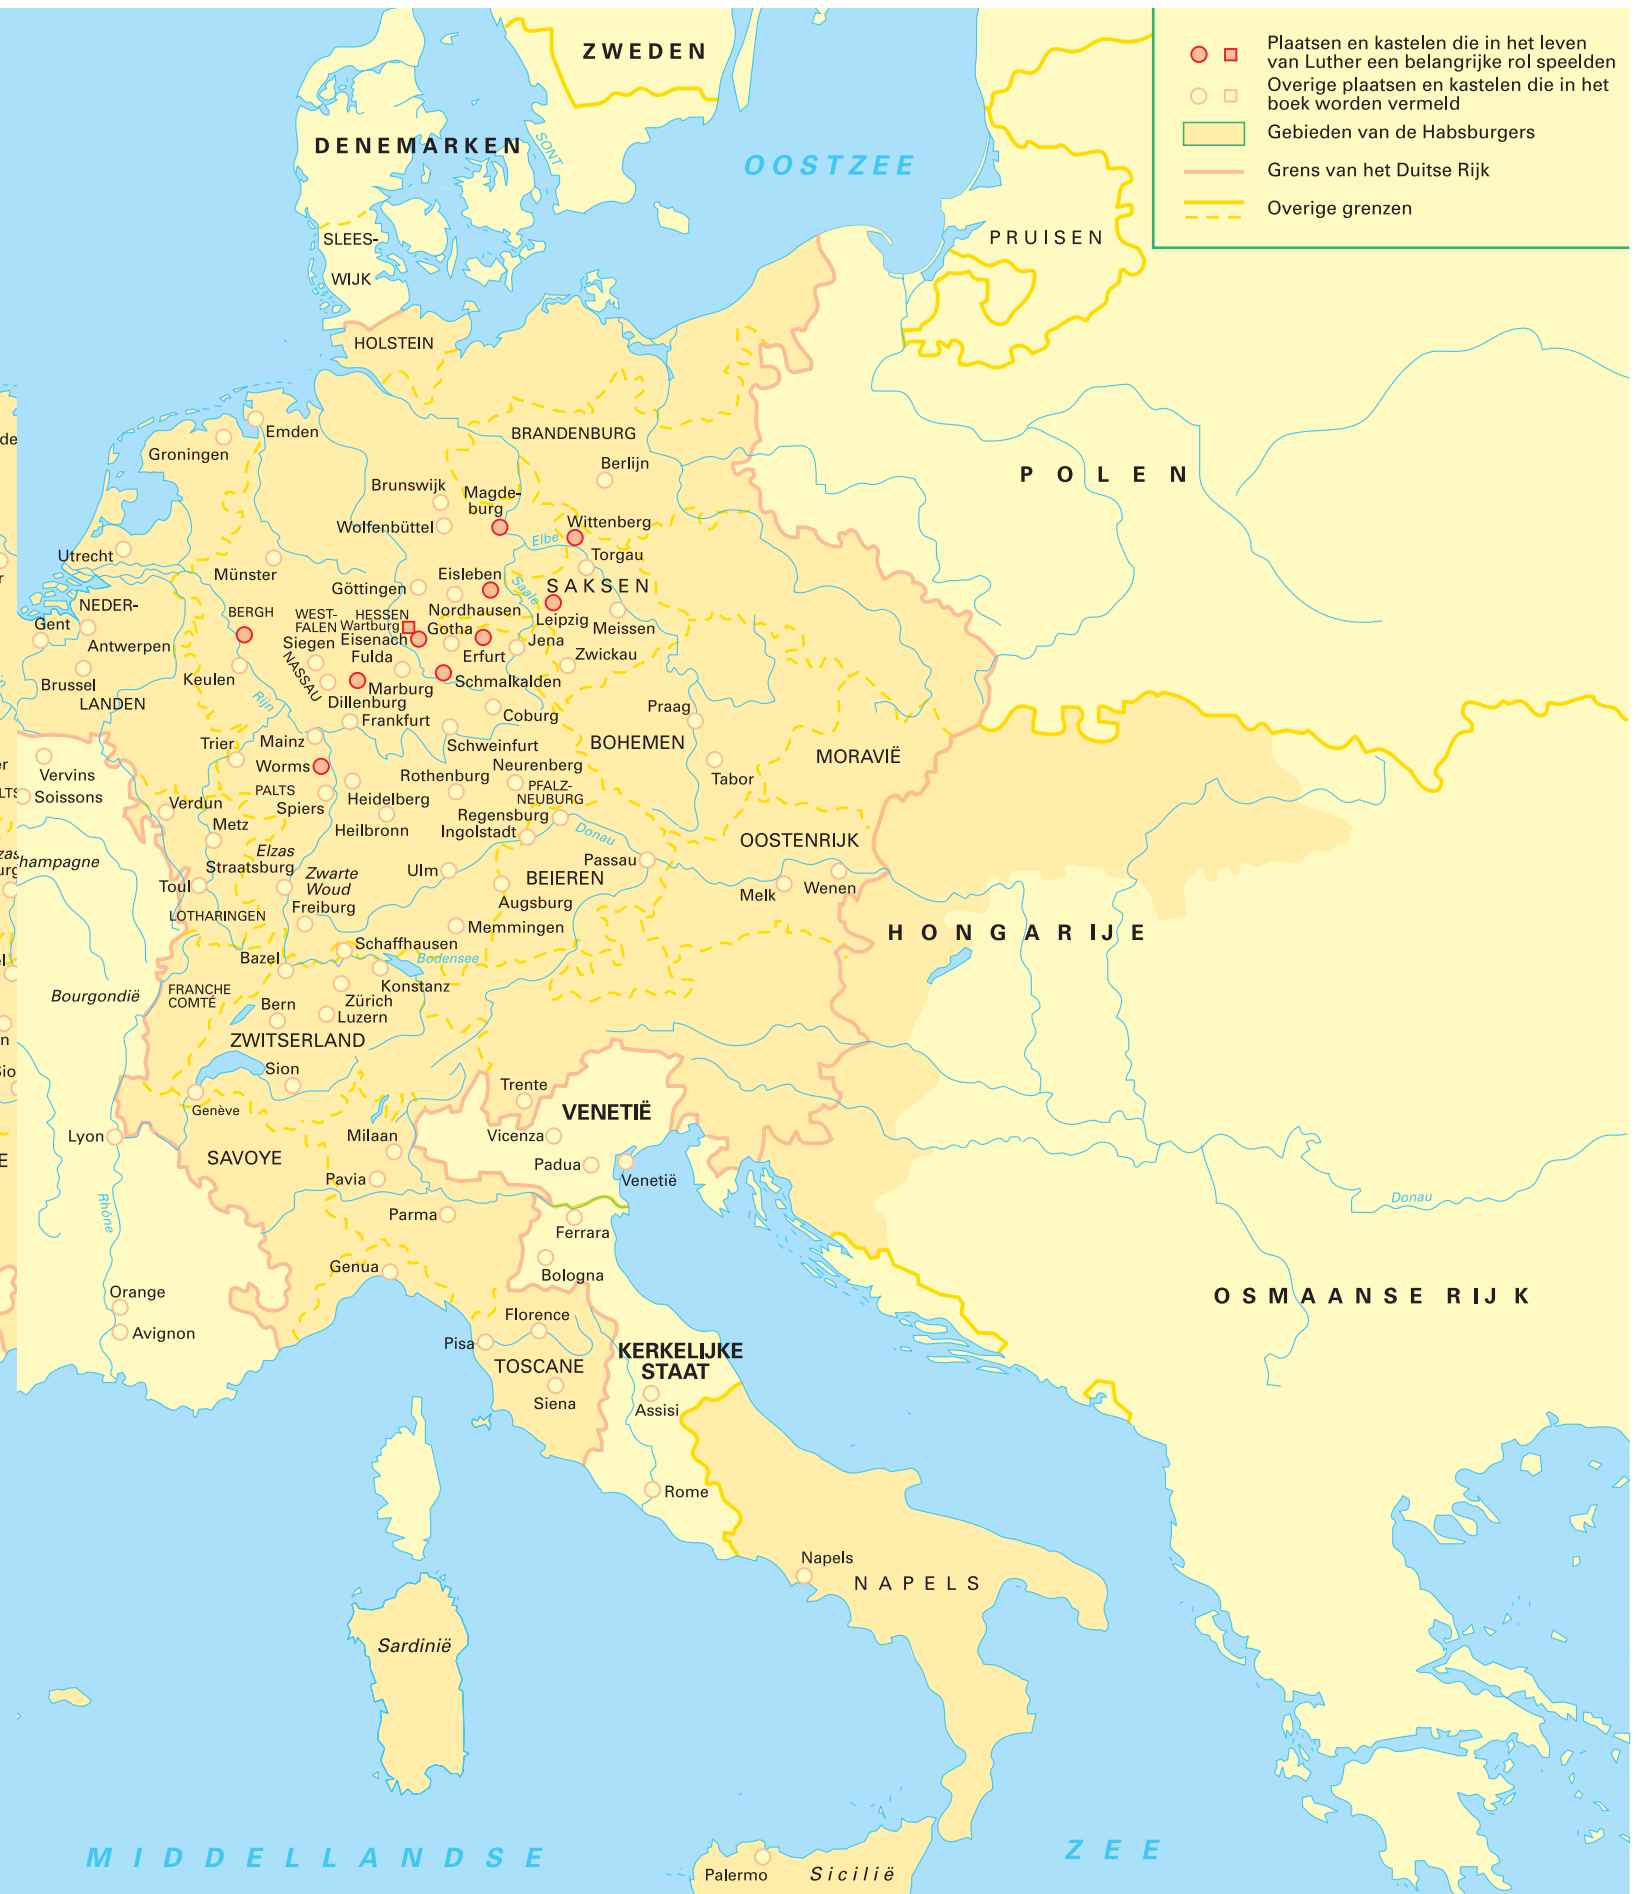 Plaatsen en kastelen die in het leven
van Luther een belangrijke rol speelden
Overige plaatsen en kastelen die in het
boek worden vermeld
Gebieden van de Habsburgers
Grens van het Duitse Rijk
Overige grenzen
ZWEDEN
DENEMARKEN
SONT
OOSTZEE
SLEES-
WIJK
PRUISEN
HOLSTEIN
Emden
Groningen
BRANDENBURG
Berlijn
POLEN
Brunswijk
Magde-
burg
Wolfenbüttel
Wittenberg
Elbe
Torgau
Utrecht
Münster
Göttingen
Eisleben
Saale
SAKSEN
NEDER-
BERGH
WEST-
FALEN
HESSEN
Wartburg
Nordhausen
Leipzig
Meissen
Gent
Antwerpen
Siegen
Eisenach
Gotha
Jena
Erfurt
Zwickau
Brussel
LANDEN
Keulen
NASSAU
Fulda
Marburg
Schmalkalden
Rijn
Dillenburg
Frankfurt
Coburg
Praag
Trier
Mainz
Schweinfurt
BOHEMEN
MORAVIË
Vervins
Worms
Rothenburg
Neurenberg
Tabor
Soissons
PALTS
Spiers
Heidelberg
PFALZ-
NEUBURG
Verdun
Metz
Heilbronn
Regensburg
Ingolstadt
Donau
OOSTENRIJK
hampagne
Elzas
Straatsburg
Zwarte
Woud
Ulm
Passau
BEIEREN
Toul
Freiburg
Augsburg
Melk
Wenen
LOTHARINGEN
Memmingen
HONGARIJE
Schaffhausen
Bazel
Bodensee
Konstanz
Bourgondië
FRANCHE
COMTÉ
Bern
Zürich
Luzern
ZWITSERLAND
Sion
Genève
Trente
VENETIË
Lyon
Milaan
Vicenza
SAVOYE
Padua
Pavia
Venetië
Rhône
Parma
Ferrara
Donau
Genua
Bologna
Orange
Avignon
Florence
OSMAANSE RIJK
Pisa
KERKELIJKE
STAAT
TOSCANE
Siena
Assisi
Rome
Napels
NAPELS
Sardinië
MIDDELLANDSE
ZEE
Palermo
Sicilië